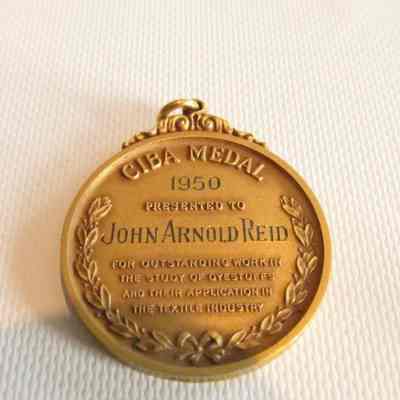 CIBA MEDAL
1950
PRESENTED TO
JOHN ARNOLD REID
FOR OUTSTANDING WORK IN
THE STUDY OF DYESTUFFS
AND THEIR APPLICATION IN
THE TEXTILE INDUSTRY